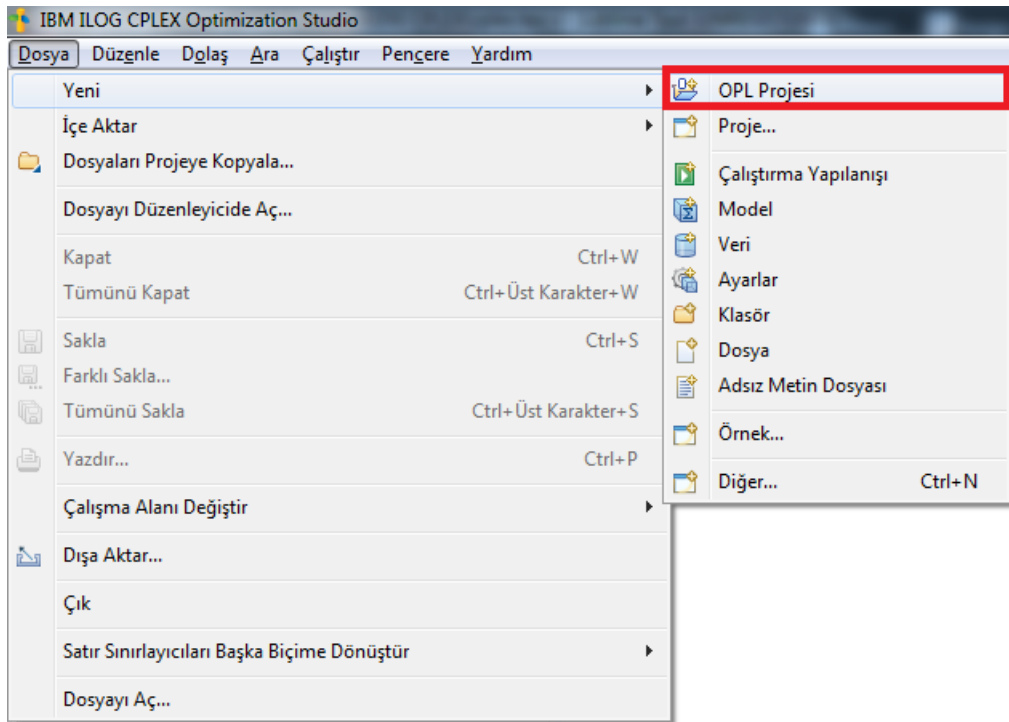 IBM ILOG CPLEX Optimization Studio
Dosya Düzenle Dolaş Ara Çalıştır Pencere Yardım
Yeni
İçe Aktar
Dosyaları Projeye Kopyala...
Dosyayı Düzenleyicide Aç...
Kapat Ctrl+W
Tümünü Kapat Ctrl+Üst Karakter+W
Sakla Ctrl+S
Farklı Sakla...
Tümünü Sakla Ctrl+Üst Karakter+S
Yazdır... Ctrl+P
Çalışma Alanı Değiştir
Dışa Aktar...
Çık
Satır Sınırlayıcıları Başka Biçime Dönüştür
Dosyayı Aç...
OPL Projesi
Proje...
Çalıştırma Yapılanışı
Model
Veri
Ayarlar
Klasör
Dosya
Adsız Metin Dosyası
Örnek...
Diğer... Ctrl+N